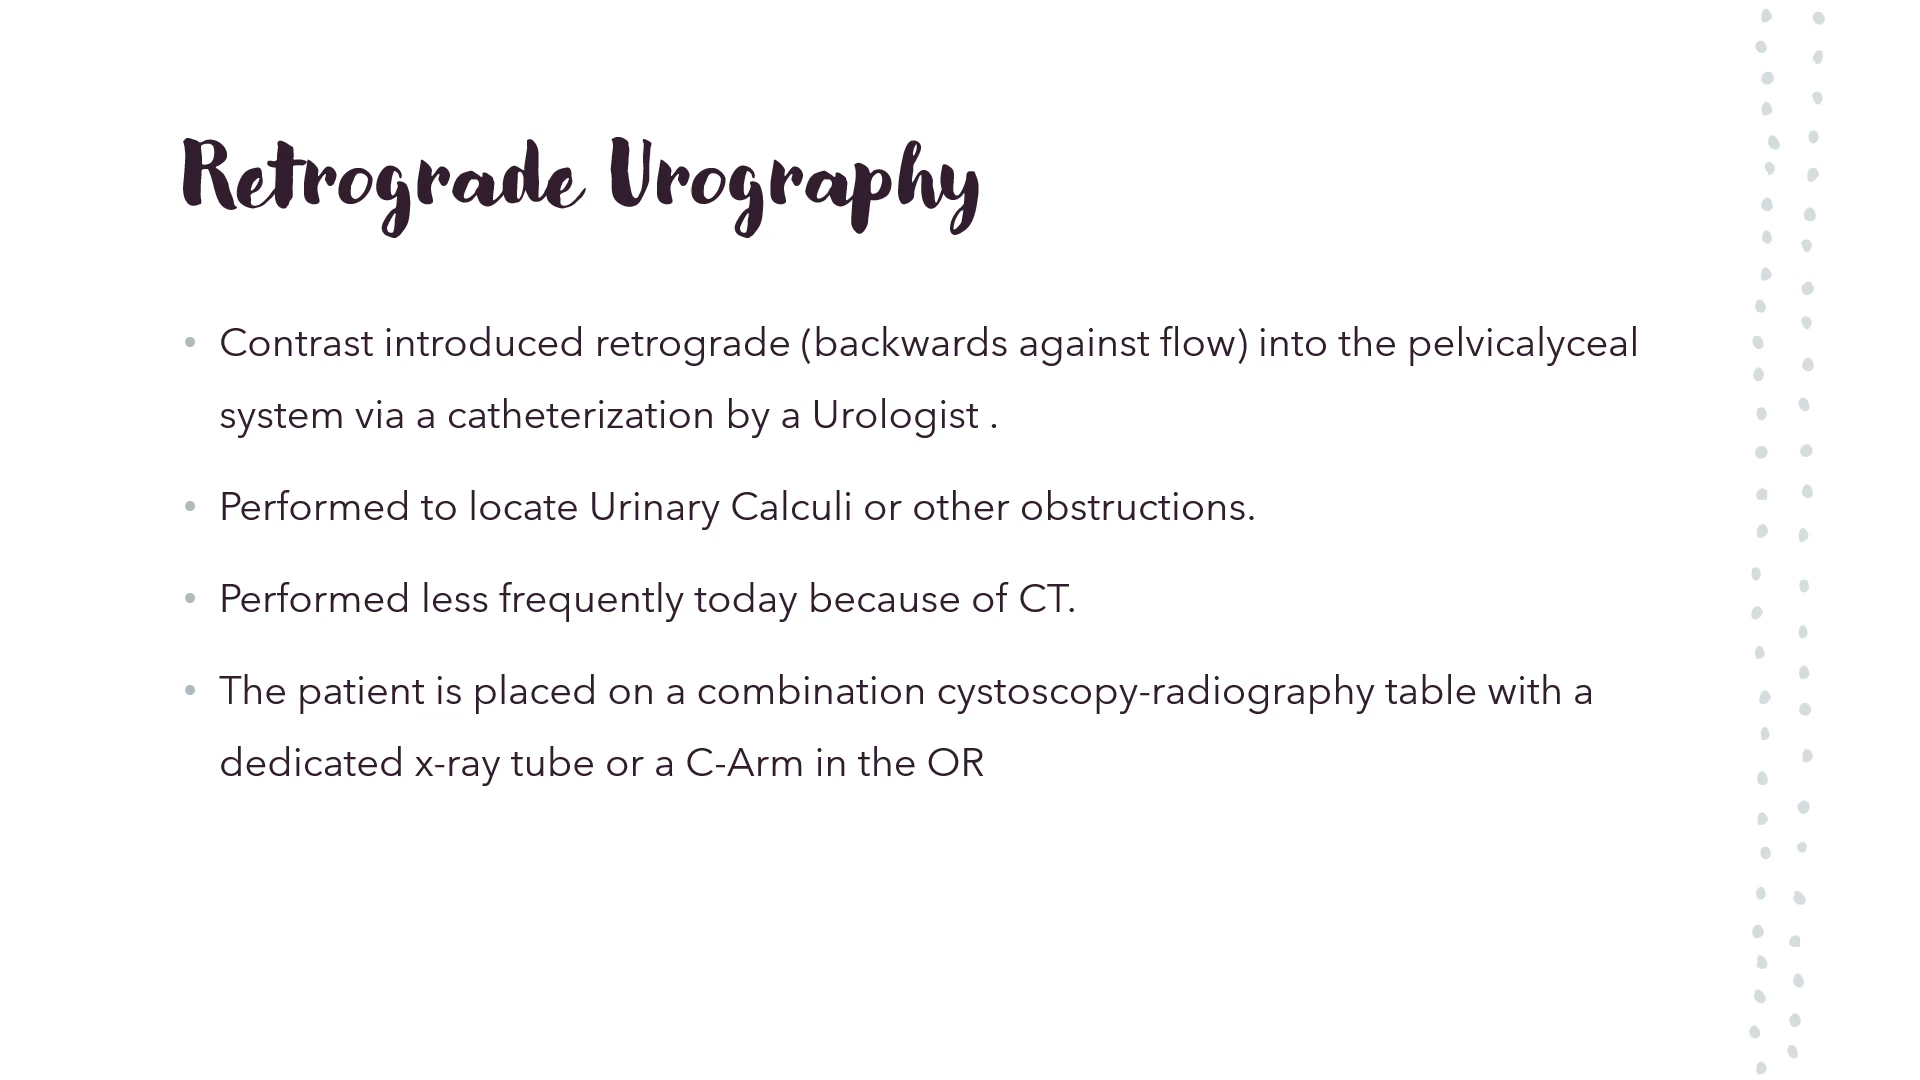 Retrograde Urography
• Contrast introduced retrograde (backwards against flow) into the pelvicalyceal
system via a catheterization by a Urologist .
• Performed to locate Urinary Calculi or other obstructions.
• Performed less frequently today because of CT.
• The patient is placed on a combination cystoscopy-radiography table with a
dedicated x-ray tube or a C-Arm in the OR